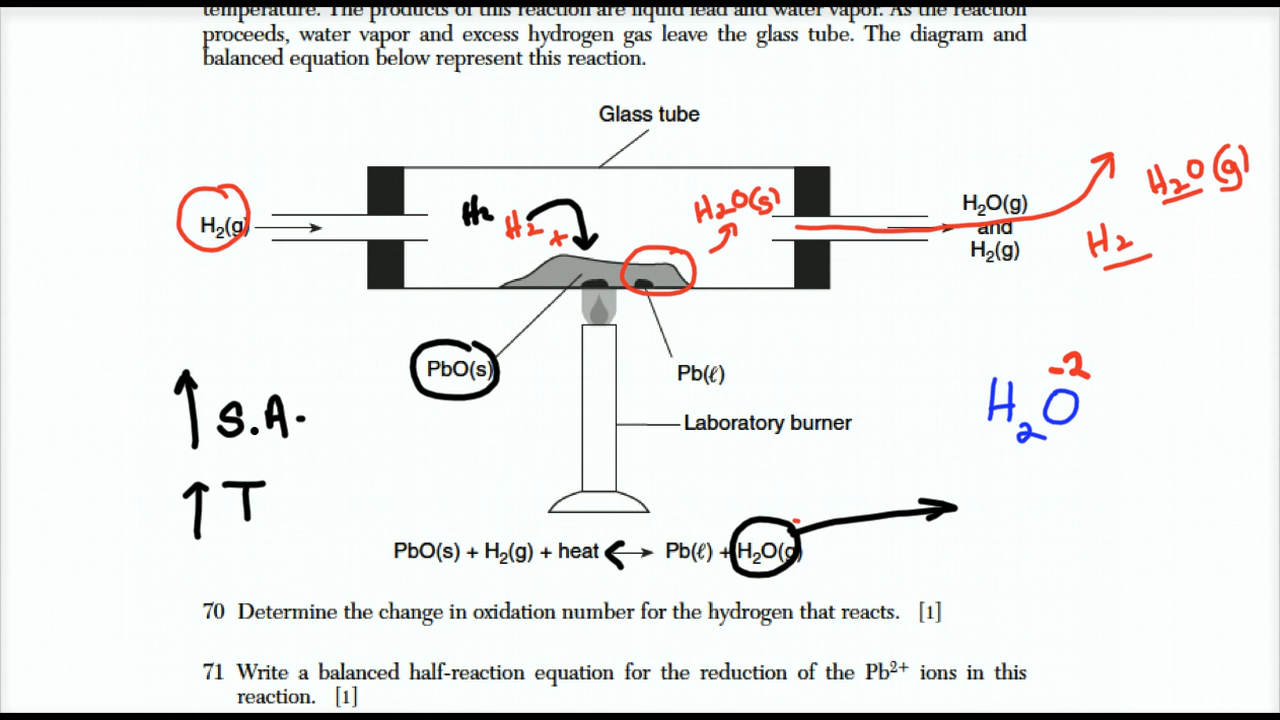 temperature. The products of this reaction are liquid lead and water vapor. As the reaction
proceeds, water vapor and excess hydrogen gas leave the glass tube. The diagram and
balanced equation below represent this reaction.
Glass tube
H₂(g)
H₂
H₂
+
H₂O(s)
H₂O(g)
and
H₂(g)
H₂O(g)
H₂
PbO(s)
Pb(ℓ)
↑ S.A.
Laboratory burner
H₂O
-2
↑ T
PbO(s) + H₂(g) + heat ⟷ Pb(ℓ) + H₂O(g)
70 Determine the change in oxidation number for the hydrogen that reacts. [1]
71 Write a balanced half-reaction equation for the reduction of the Pb²⁺ ions in this
reaction. [1]